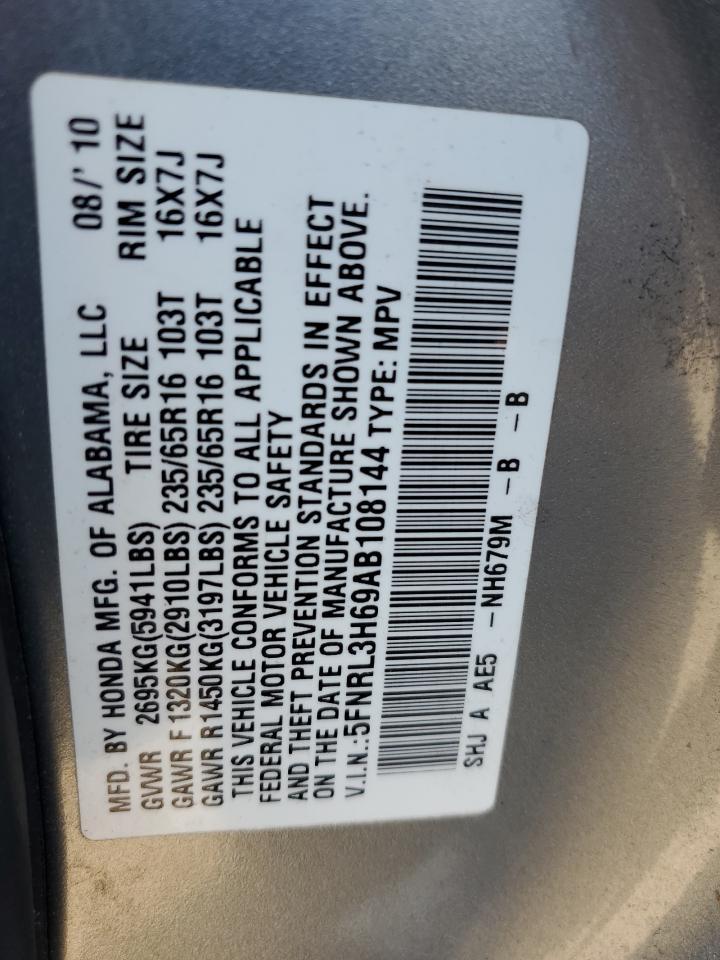 MFD. BY HONDA MFG. OF ALABAMA, LLC 08/' 10
GVWR 2695KG(5941LBS) TIRE SIZE RIM SIZE
GAWR F 1320KG(2910LBS) 235/65R16 103T 16X7J
GAWR R1450KG(3197LBS) 235/65R16 103T 16X7J
THIS VEHICLE CONFORMS TO ALL APPLICABLE
FEDERAL MOTOR VEHICLE SAFETY
AND THEFT PREVENTION STANDARDS IN EFFECT
ON THE DATE OF MANUFACTURE SHOWN ABOVE.
V.I.N.:5FNRL3H69AB108144 TYPE: MPV
SHJ A AE5 -NH679M -B -B